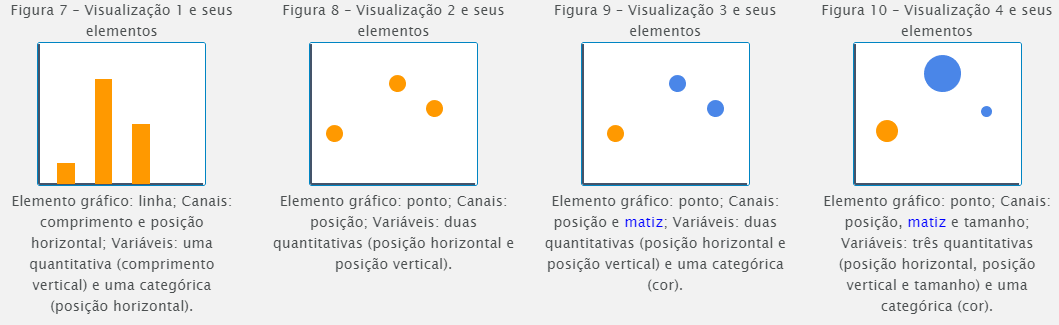 Figura 7 – Visualização 1 e seus
elementos
Elemento gráfico: linha; Canais:
comprimento e posição
horizontal; Variáveis: uma
quantitativa (comprimento
vertical) e uma categórica
(posição horizontal).
Figura 8 – Visualização 2 e seus
elementos
Elemento gráfico: ponto; Canais:
posição; Variáveis: duas
quantitativas (posição horizontal e
posição vertical).
Figura 9 – Visualização 3 e seus
elementos
Elemento gráfico: ponto; Canais:
posição e matiz; Variáveis: duas
quantitativas (posição horizontal e
posição vertical) e uma categórica
(cor).
Figura 10 – Visualização 4 e seus
elementos
Elemento gráfico: ponto; Canais:
posição, matiz e tamanho;
Variáveis: três quantitativas
(posição horizontal, posição
vertical e tamanho) e uma
categórica (cor).